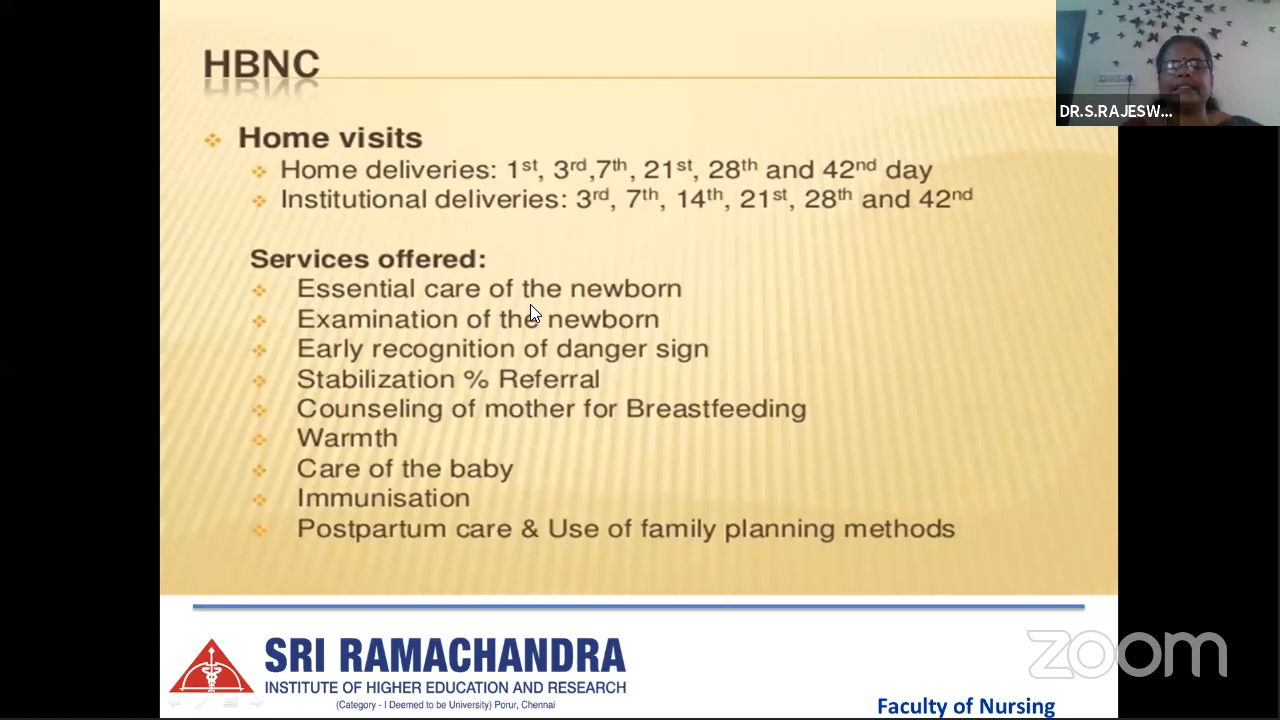 HBNC
DR.S.RAJESW...
Home visits
Home deliveries: 1st, 3rd,7th, 21st, 28th and 42nd day
Institutional deliveries: 3rd, 7th, 14th, 21st, 28th and 42nd
Services offered:
Essential care of the newborn
Examination of the newborn
Early recognition of danger sign
Stabilization % Referral
Counseling of mother for Breastfeeding
Warmth
Care of the baby
Immunisation
Postpartum care & Use of family planning methods
SRI RAMACHANDRA
INSTITUTE OF HIGHER EDUCATION AND RESEARCH
(Category - I Deemed to be University) Porur, Chennai
zoom
Faculty of Nursing